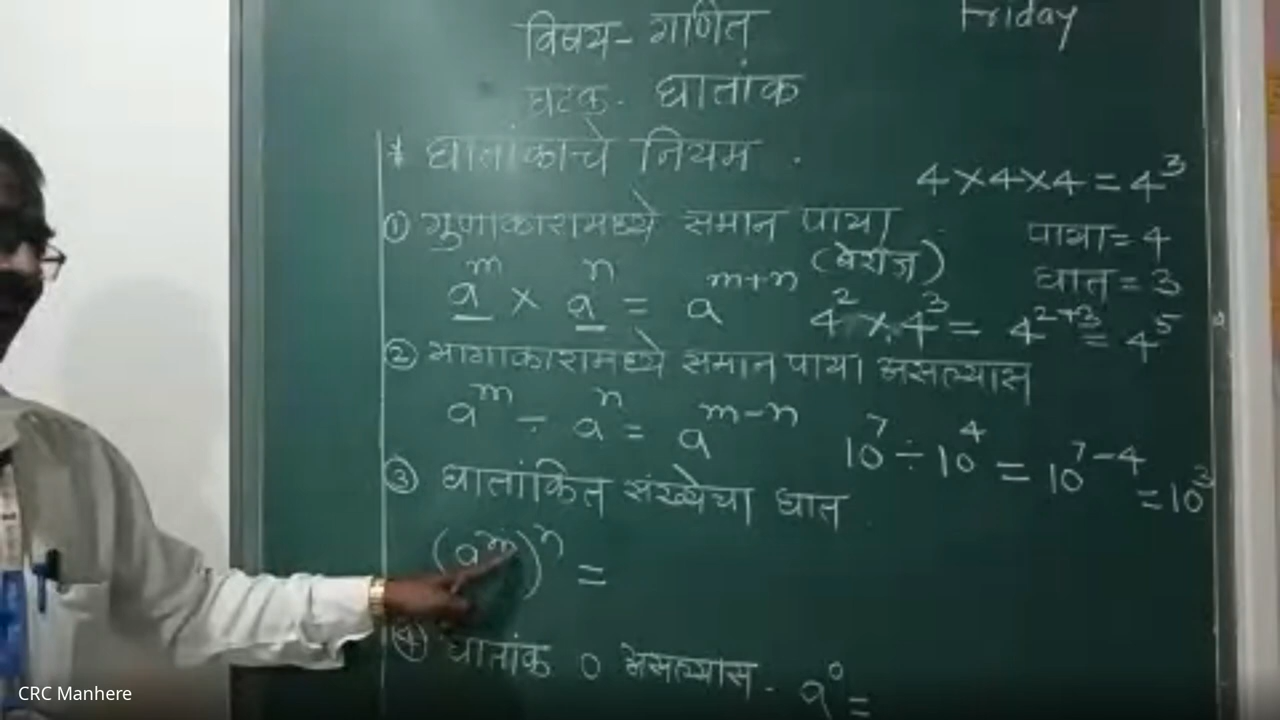 Friday
विषय- गणित
घटक- घातांक
* घातांकाचे नियम .
4×4×4=4³
① गुणाकारामध्ये समान पाया
(बेरीज)
पाया=4
घात=3
aᵐ × aⁿ = aᵐ⁺ⁿ
4² × 4³ = 4²⁺³ = 4⁵
② भागाकारामध्ये समान पाया असल्यास
aᵐ ÷ aⁿ = aᵐ⁻ⁿ
10⁷ ÷ 10⁴ = 10⁷⁻⁴
=10³
③ घातांकित संख्येचा घात
(aᵐ)ⁿ =
④ घातांक 0 असल्यास - a⁰ =
CRC Manhere